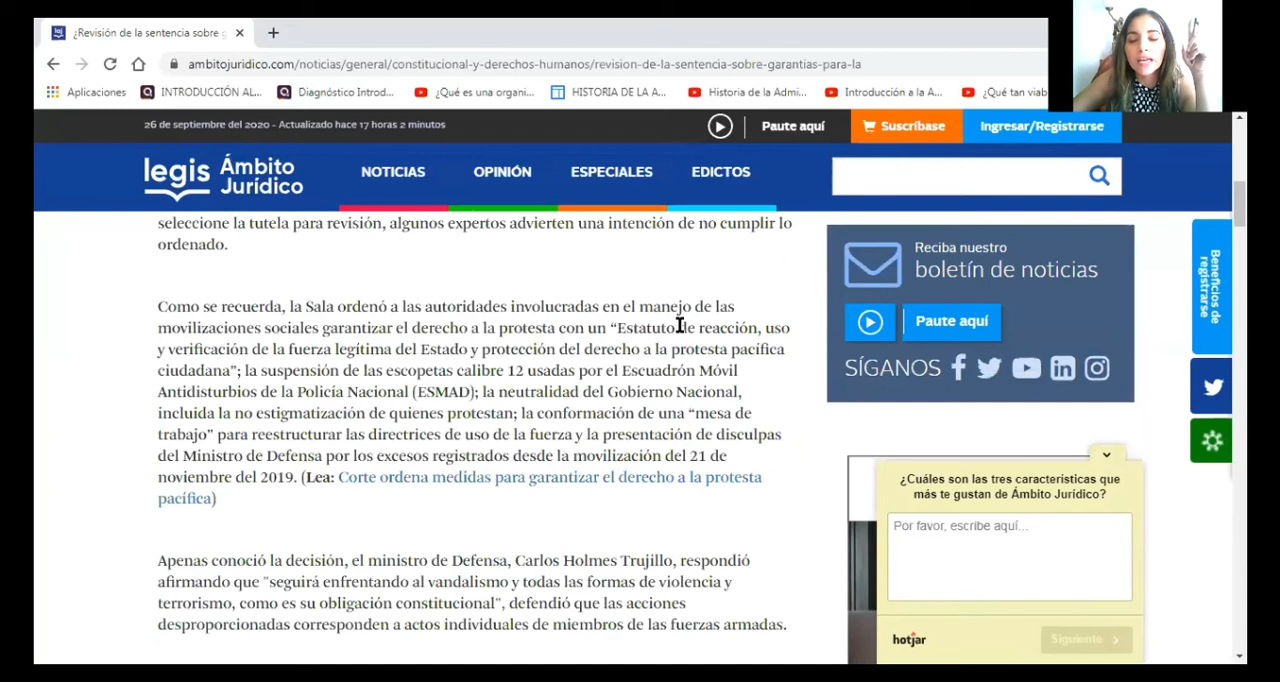 ¿Revisión de la sentencia sobre g
ambitojuridico.com/noticias/general/constitucional-y-derechos-humanos/revision-de-la-sentencia-sobre-garantias-para-la
Aplicaciones INTRODUCCIÓN AL... Diagnóstico Introd... ¿Qué es una organi... HISTORIA DE LA A... Historia de la Admi... Introducción a la A... ¿Qué tan viab
26 de septiembre del 2020 - Actualizado hace 17 horas 2 minutos
Paute aquí
Suscríbase
Ingresar/Registrarse
legis Ámbito
Jurídico
NOTICIAS OPINIÓN ESPECIALES EDICTOS
seleccione la tutela para revisión, algunos expertos advierten una intención de no cumplir lo
ordenado.
Como se recuerda, la Sala ordenó a las autoridades involucradas en el manejo de las
movilizaciones sociales garantizar el derecho a la protesta con un “Estatuto de reacción, uso
y verificación de la fuerza legítima del Estado y protección del derecho a la protesta pacífica
ciudadana”; la suspensión de las escopetas calibre 12 usadas por el Escuadrón Móvil
Antidisturbios de la Policía Nacional (ESMAD); la neutralidad del Gobierno Nacional,
incluida la no estigmatización de quienes protestan; la conformación de una “mesa de
trabajo” para reestructurar las directrices de uso de la fuerza y la presentación de disculpas
del Ministro de Defensa por los excesos registrados desde la movilización del 21 de
noviembre del 2019. (Lea: Corte ordena medidas para garantizar el derecho a la protesta
pacífica)
Apenas conoció la decisión, el ministro de Defensa, Carlos Holmes Trujillo, respondió
afirmando que "seguirá enfrentando al vandalismo y todas las formas de violencia y
terrorismo, como es su obligación constitucional", defendió que las acciones
desproporcionadas corresponden a actos individuales de miembros de las fuerzas armadas.
Reciba nuestro
boletín de noticias
Paute aquí
SÍGANOS
Beneficios de
registrarse
¿Cuáles son las tres características que
más te gustan de Ámbito Jurídico?
Por favor, escribe aquí...
hotjar
Siguiente